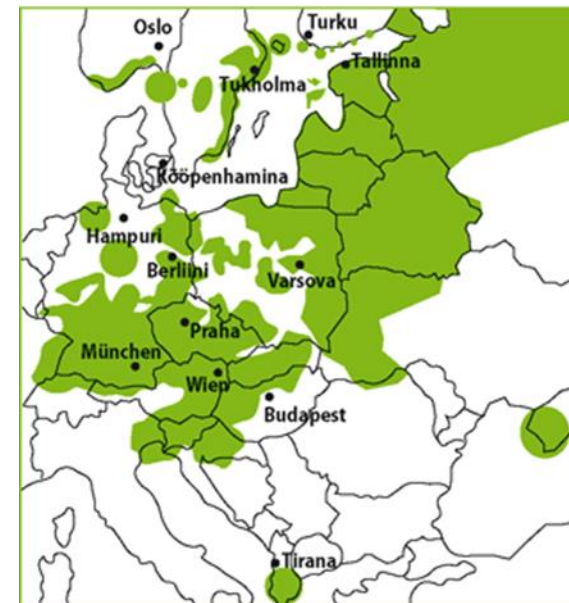 Oslo
Turku
Tukholma
Tallinna
Kööpenhamina
Hampuri
Berliini
Varsova
Praha
München
Wien
Budapest
Tirana